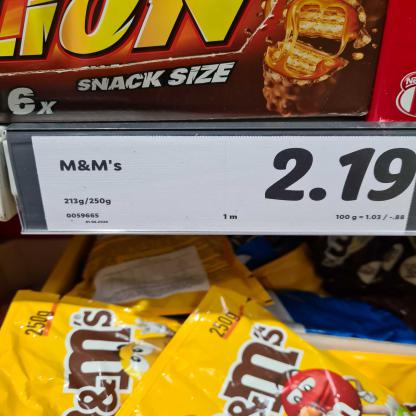 LION
SNACK SIZE
6x
M&M's
2.19
213g/250g
0059665
1 m
100 g = 1.03 / -.88
250g
m's
&
250g
m's
&